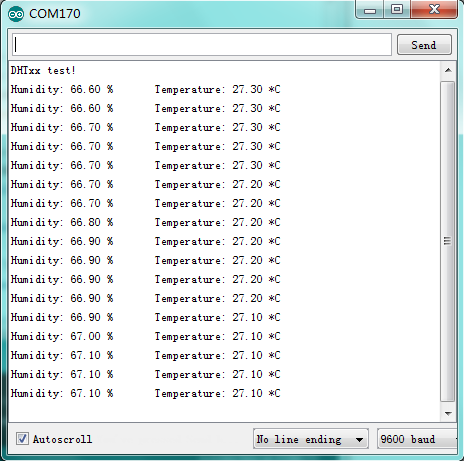 COM170
Send
DHTxx test!
Humidity: 66.60 % Temperature: 27.30 *C
Humidity: 66.60 % Temperature: 27.30 *C
Humidity: 66.70 % Temperature: 27.30 *C
Humidity: 66.70 % Temperature: 27.30 *C
Humidity: 66.70 % Temperature: 27.30 *C
Humidity: 66.70 % Temperature: 27.20 *C
Humidity: 66.70 % Temperature: 27.20 *C
Humidity: 66.80 % Temperature: 27.20 *C
Humidity: 66.90 % Temperature: 27.20 *C
Humidity: 66.90 % Temperature: 27.20 *C
Humidity: 66.90 % Temperature: 27.20 *C
Humidity: 66.90 % Temperature: 27.20 *C
Humidity: 66.90 % Temperature: 27.10 *C
Humidity: 67.00 % Temperature: 27.10 *C
Humidity: 67.10 % Temperature: 27.10 *C
Humidity: 67.10 % Temperature: 27.10 *C
Humidity: 67.10 % Temperature: 27.10 *C
Autoscroll No line ending 9600 baud